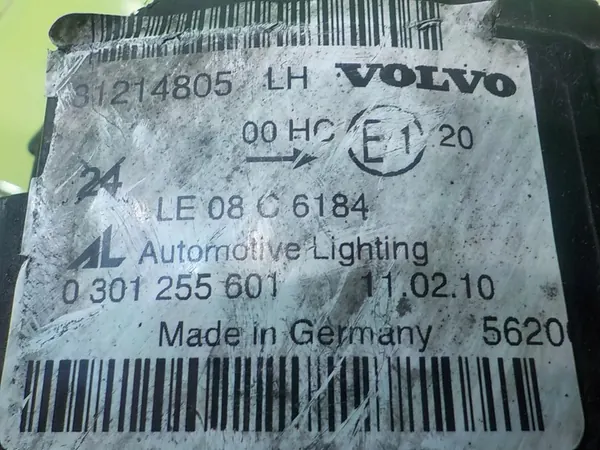 31214805 LH VOLVO
00 HC E1 20
24
LE 08 C 6184
AL Automotive Lighting
0 301 255 601 11.02.10
Made in Germany 5620